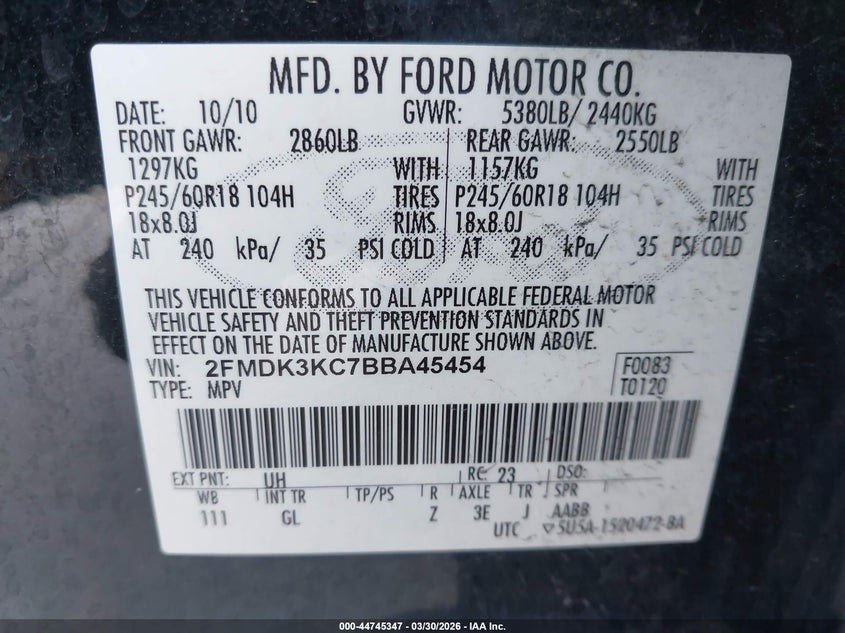 MFD. BY FORD MOTOR CO.
DATE: 10/10 GVWR: 5380LB/ 2440KG
FRONT GAWR: 2860LB REAR GAWR: 2550LB
1297KG WITH 1157KG WITH
P245/60R18 104H TIRES P245/60R18 104H TIRES
18x8.0J RIMS 18x8.0J RIMS
AT 240 kPa/ 35 PSI COLD AT 240 kPa/ 35 PSI COLD
THIS VEHICLE CONFORMS TO ALL APPLICABLE FEDERAL MOTOR
VEHICLE SAFETY AND THEFT PREVENTION STANDARDS IN
EFFECT ON THE DATE OF MANUFACTURE SHOWN ABOVE.
VIN: 2FMDK3KC7BBA45454 F0083
TYPE: MPV T0120
EXT PNT: UH RC: 23 DSO:
WB INT TR TP/PS R AXLE TR SPR
111 GL Z 3E J AABB
UTC ▽5U5A-1520472-BA
000-44745347 | 03/30/2026 - IAA Inc.